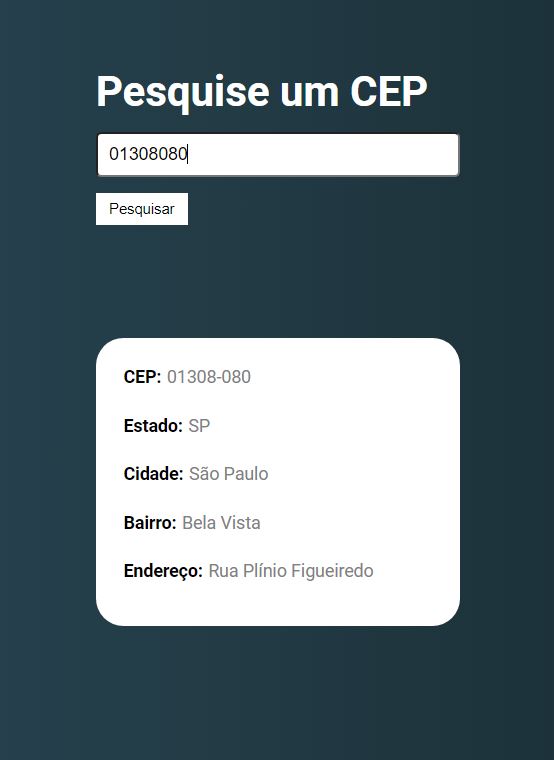 Pesquise um CEP
01308080
Pesquisar
CEP: 01308-080
Estado: SP
Cidade: São Paulo
Bairro: Bela Vista
Endereço: Rua Plínio Figueiredo